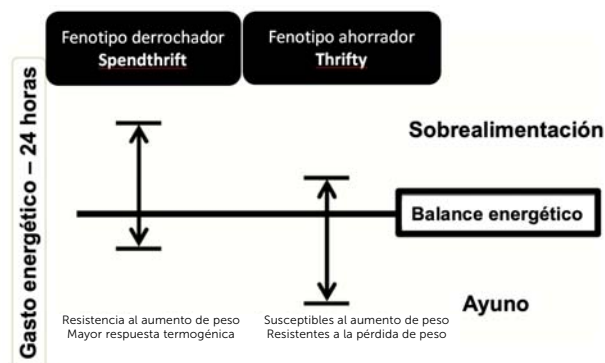 Fenotipo derrochador
Spendthrift
Fenotipo ahorrador
Thrifty
Gasto energético – 24 horas
Sobrealimentación
Balance energético
Ayuno
Resistencia al aumento de peso
Mayor respuesta termogénica
Susceptibles al aumento de peso
Resistentes a la pérdida de peso